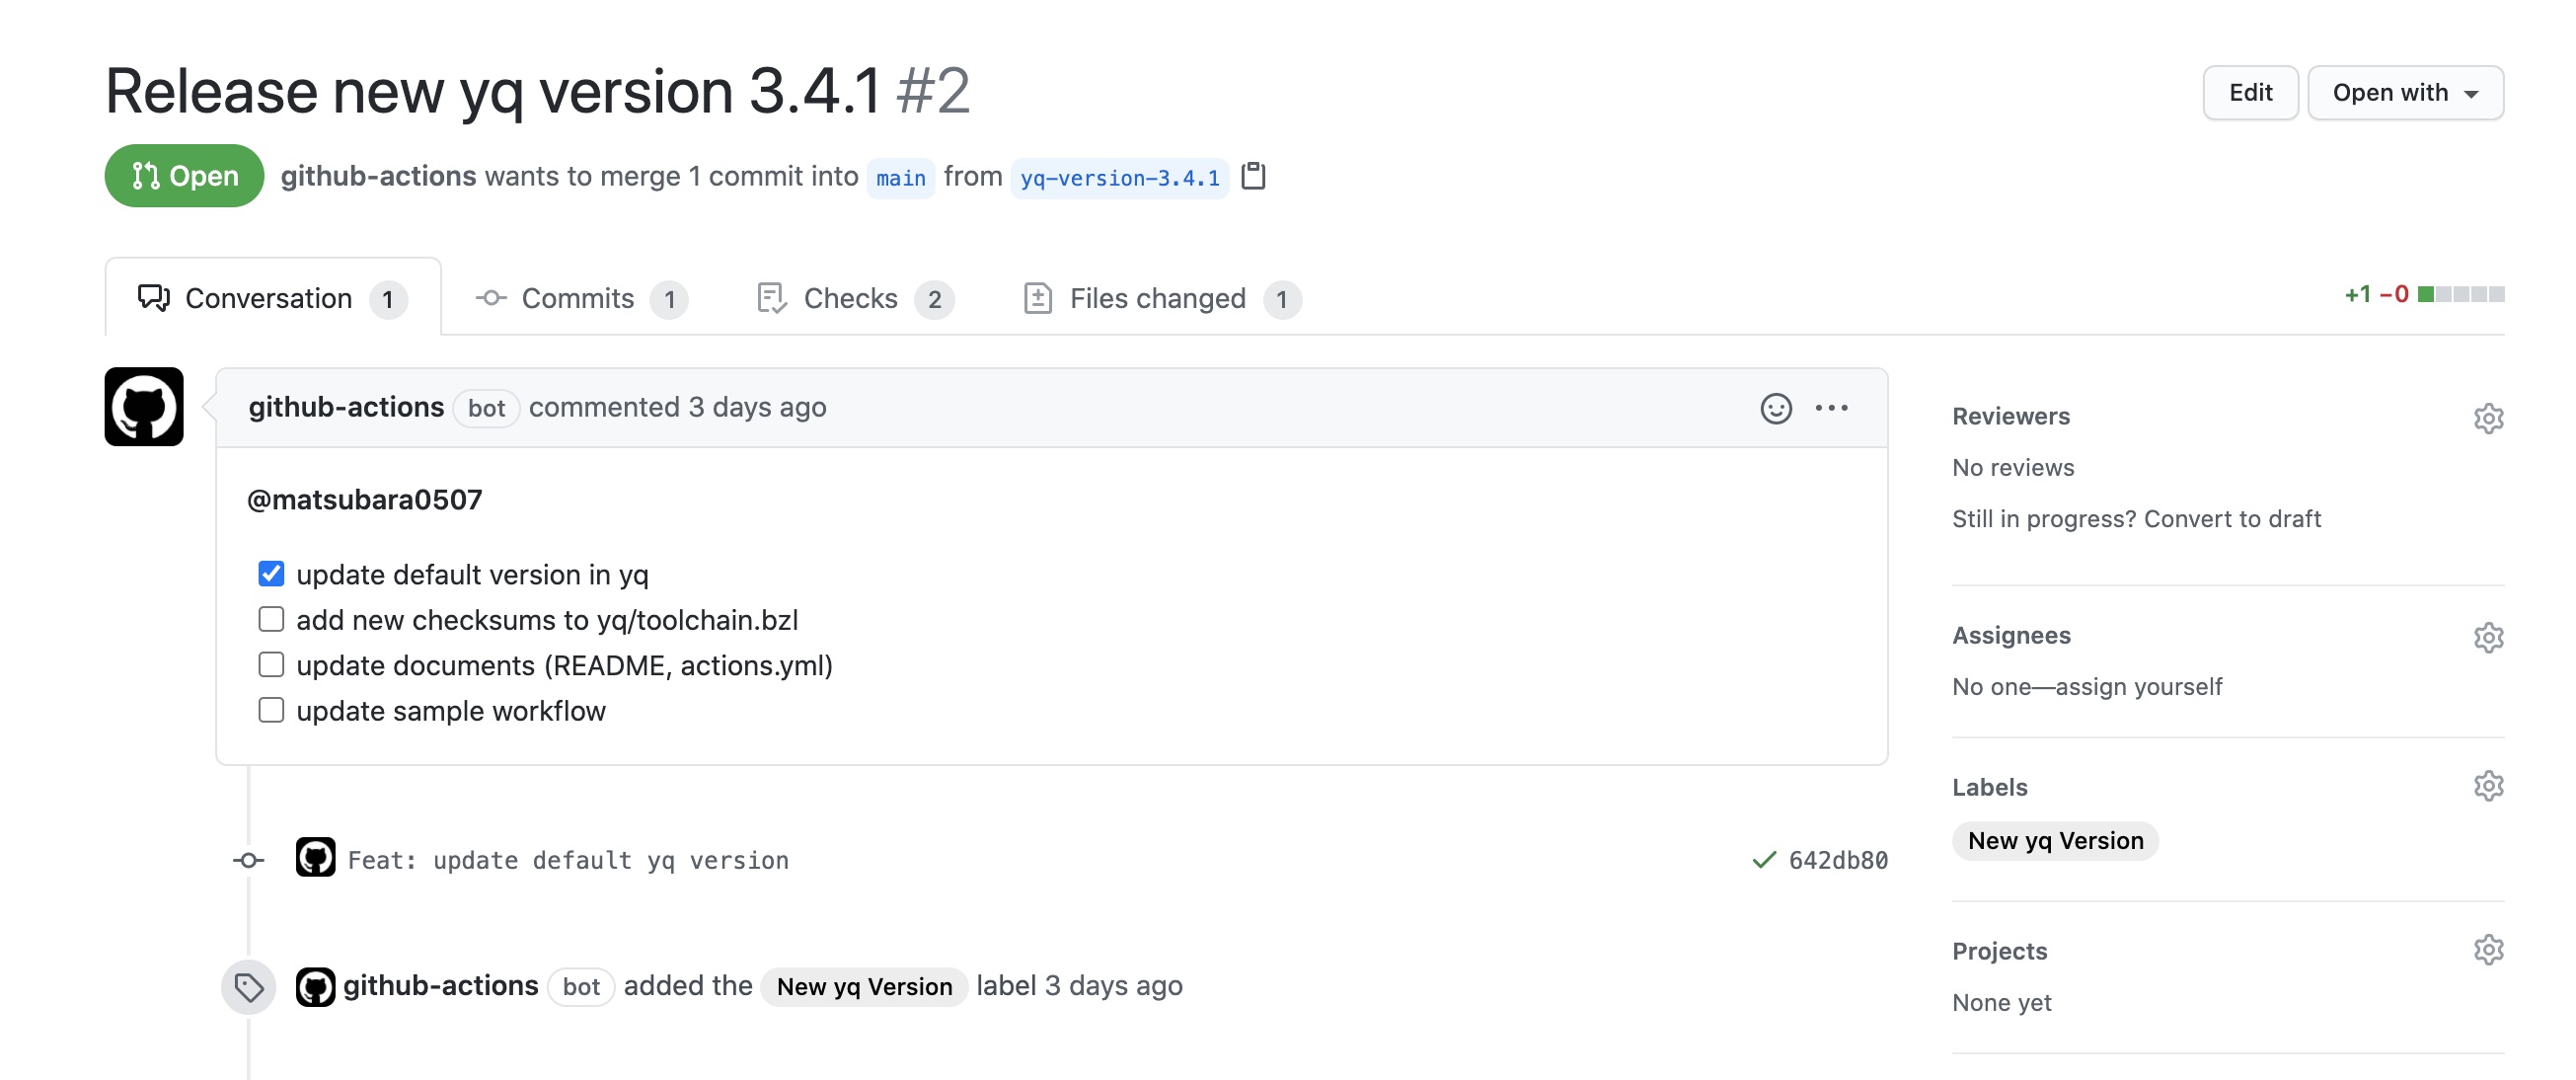 Release new yq version 3.4.1 #2
Edit
Open with
Open
github-actions wants to merge 1 commit into main from yq-version-3.4.1
Conversation 1
Commits 1
Checks 2
Files changed 1
+1 −0
github-actions bot commented 3 days ago
@matsubara0507
update default version in yq
add new checksums to yq/toolchain.bzl
update documents (README, actions.yml)
update sample workflow
Feat: update default yq version
642db80
github-actions bot added the New yq Version label 3 days ago
Reviewers
No reviews
Still in progress? Convert to draft
Assignees
No one—assign yourself
Labels
New yq Version
Projects
None yet